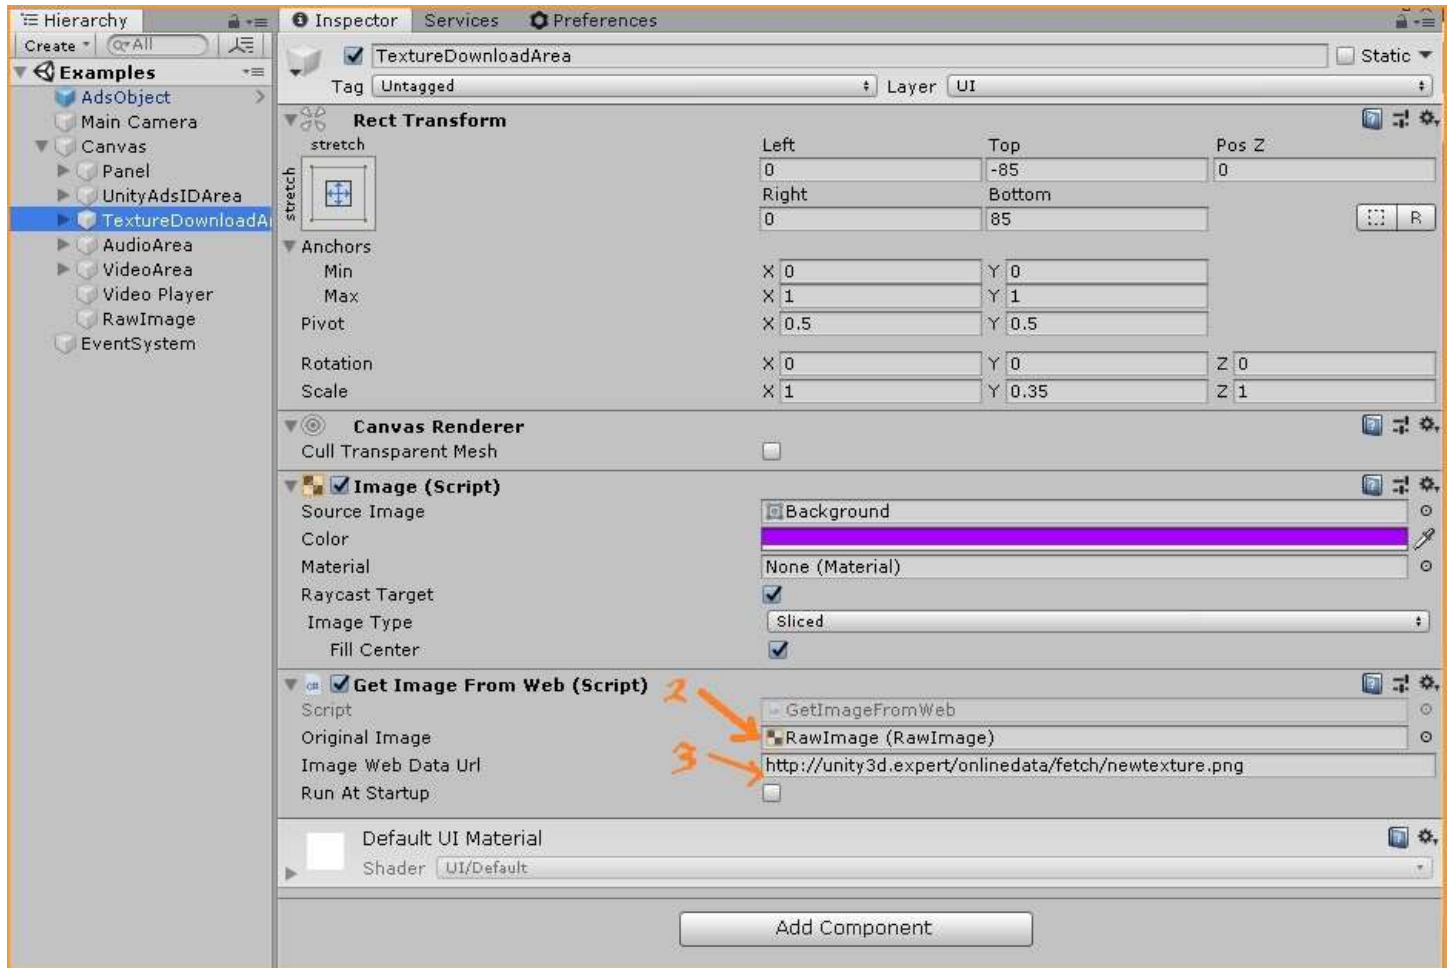 Hierarchy
Create All
Examples
AdsObject
Main Camera
Canvas
Panel
UnityAdsIDArea
TextureDownloadA
AudioArea
VideoArea
Video Player
RawImage
EventSystem
Inspector Services Preferences
TextureDownloadArea Static
Tag Untagged Layer UI
Rect Transform
stretch
stretch
Left Top Pos Z
0 -85 0
Right Bottom
0 85 R
Anchors
Min X 0 Y 0
Max X 1 Y 1
Pivot X 0.5 Y 0.5
Rotation X 0 Y 0 Z 0
Scale X 1 Y 0.35 Z 1
Canvas Renderer
Cull Transparent Mesh
Image (Script)
Source Image Background
Color
Material None (Material)
Raycast Target
Image Type Sliced
Fill Center
Get Image From Web (Script) 2
Script GetImageFromWeb
Original Image RawImage (RawImage)
3
Image Web Data Url http://unity3d.expert/onlinedata/fetch/newtexture.png
Run At Startup
Default UI Material
Shader UI/Default
Add Component